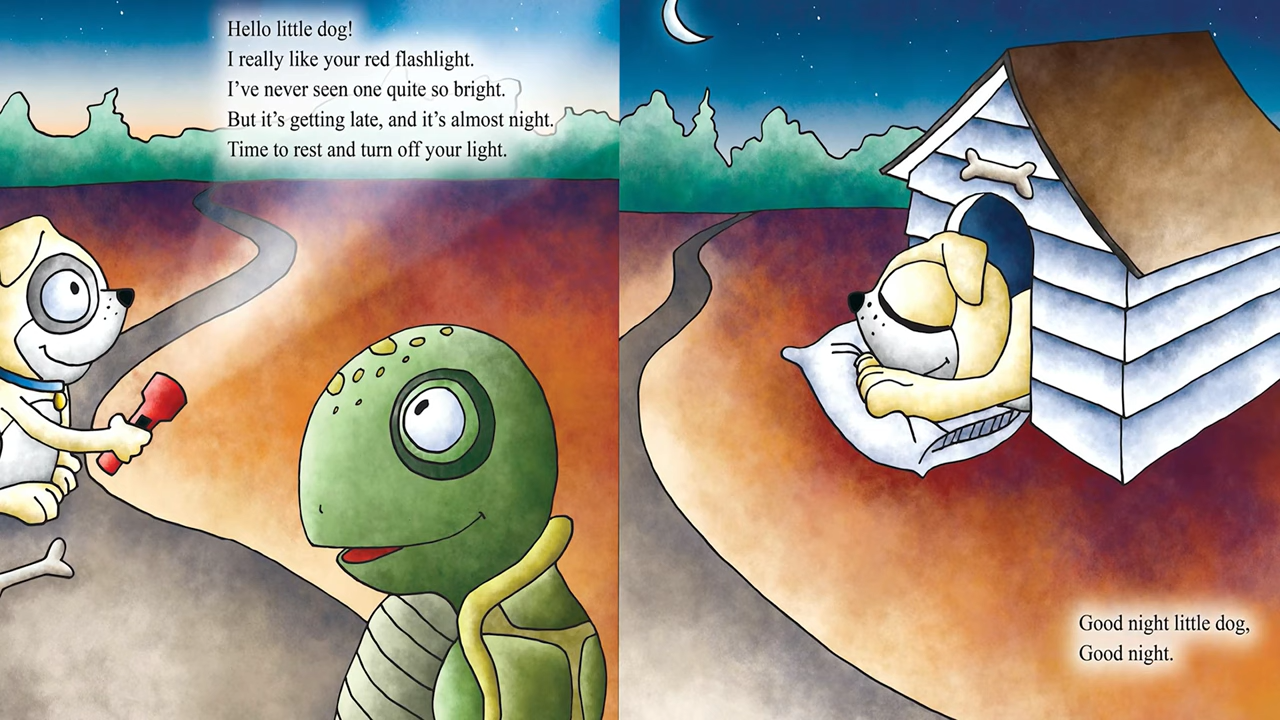 Hello little dog!
I really like your red flashlight.
I’ve never seen one quite so bright.
But it’s getting late, and it’s almost night.
Time to rest and turn off your light.
Good night little dog,
Good night.